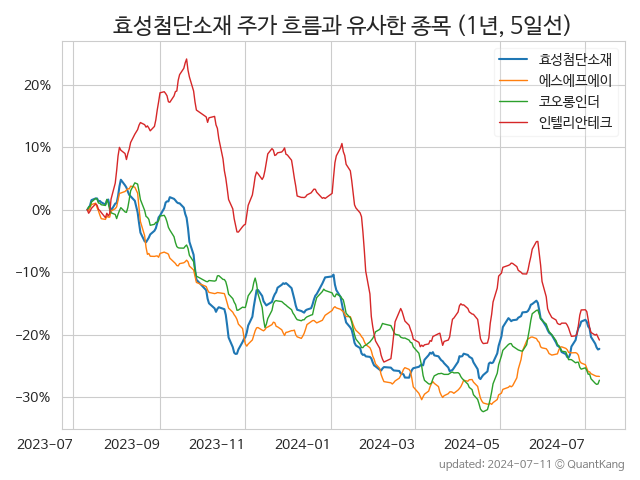 효성첨단소재 주가 흐름과 유사한 종목 (1년, 5일선)
효성첨단소재
에스에프에이
코오롱인더
인텔리안테크
20%
10%
0%
−10%
−20%
−30%
2023-07 2023-09 2023-11 2024-01 2024-03 2024-05 2024-07
updated: 2024-07-11 © QuantKang